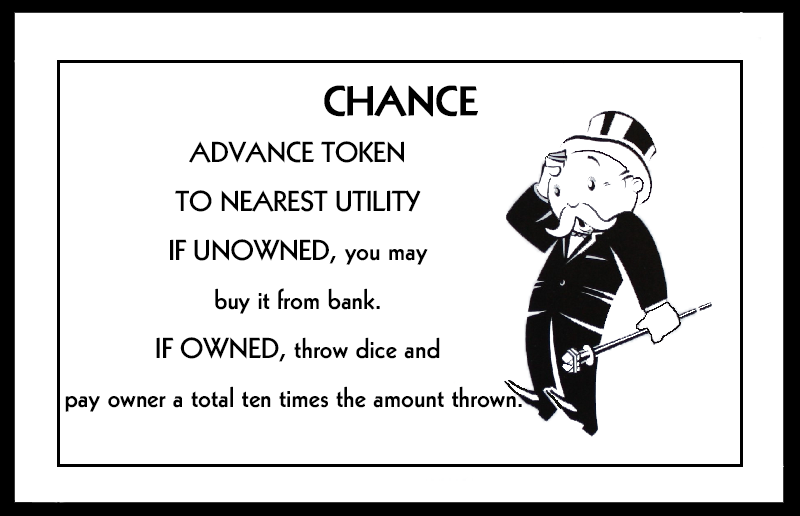 CHANCE
ADVANCE TOKEN
TO NEAREST UTILITY
IF UNOWNED, you may
buy it from bank.
IF OWNED, throw dice and
pay owner a total ten times the amount thrown.